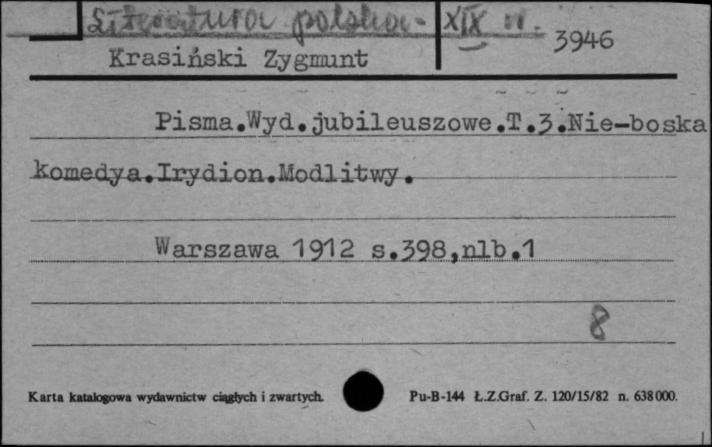 Literatura polska - XIX w.
3946
Krasiński Zygmunt
Pisma.Wyd.jubileuszowe.T.3.Nie-boska
komedya.Irydion.Modlitwy.
Warszawa 1912 s.398,nlb.1
8
Karta katalogowa wydawnictw ciągłych i zwartych. Pu-B-144 Ł.Z.Graf. Z. 120/15/82 n. 638000.